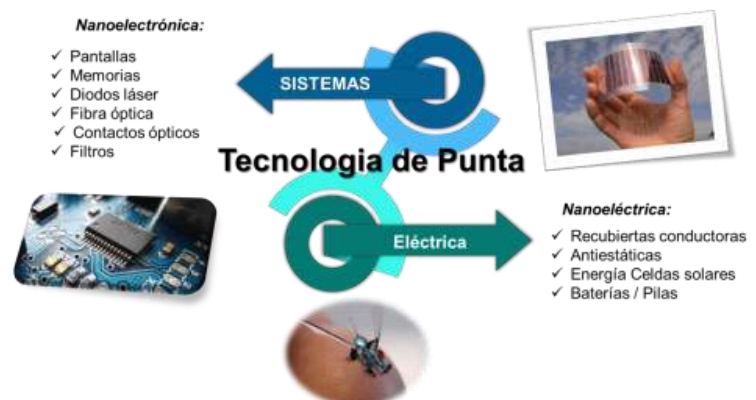 Nanoelectrónica:
✓ Pantallas
✓ Memorias
✓ Diodos láser
✓ Fibra óptica
✓ Contactos ópticos
✓ Filtros
SISTEMAS
Tecnologia de Punta
Eléctrica
Nanoeléctrica:
✓ Recubiertas conductoras
✓ Antiestáticas
✓ Energía Celdas solares
✓ Baterías / Pilas